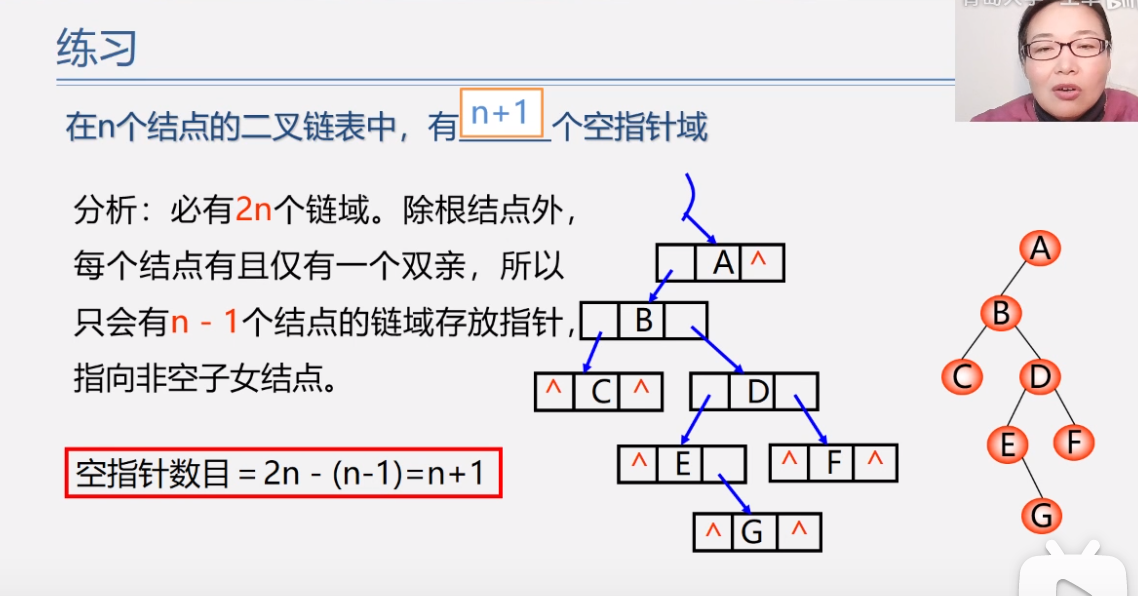 练习
在n个结点的二叉链表中，有n+1个空指针域
分析：必有2n个链域。除根结点外，
每个结点有且仅有一个双亲，所以
只会有n - 1个结点的链域存放指针，
指向非空子女结点。
空指针数目＝2n - (n-1)=n+1
A ^
B
^ C ^
D
^ E
^ F ^
^ G ^
A
B
C
D
E
F
G